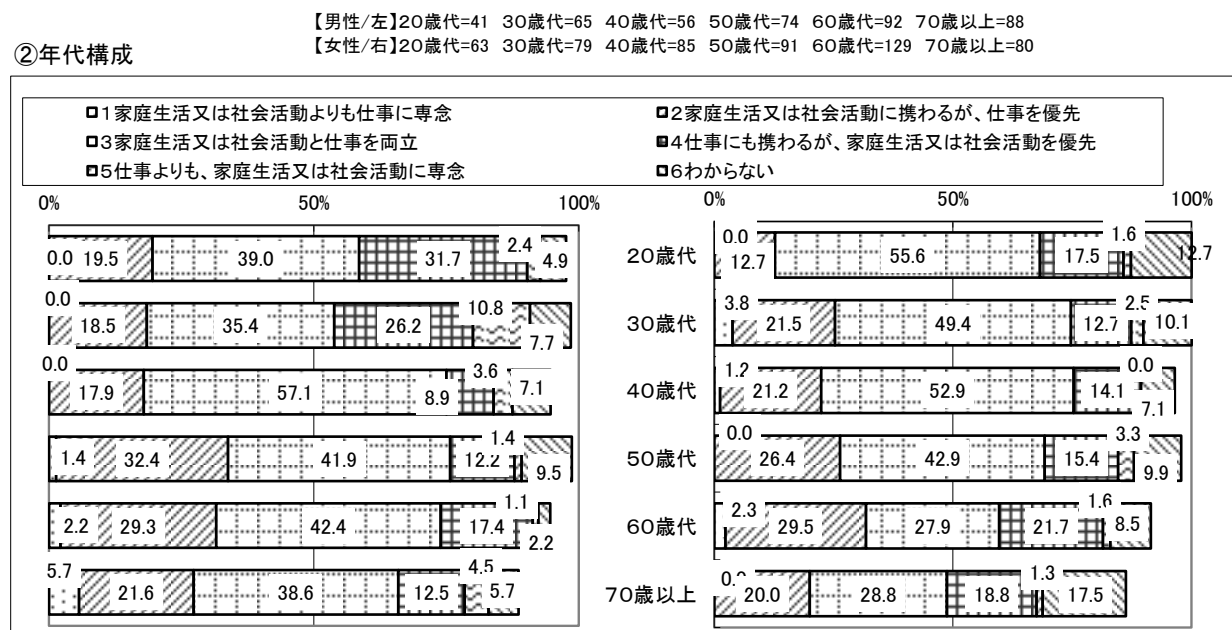 【男性/左】20歳代=41 30歳代=65 40歳代=56 50歳代=74 60歳代=92 70歳以上=88
【女性/右】20歳代=63 30歳代=79 40歳代=85 50歳代=91 60歳代=129 70歳以上=80
②年代構成
1家庭生活又は社会活動よりも仕事に専念
2家庭生活又は社会活動に携わるが、仕事を優先
3家庭生活又は社会活動と仕事を両立
4仕事にも携わるが、家庭生活又は社会活動を優先
5仕事よりも、家庭生活又は社会活動に専念
6わからない
0% 50% 100%
0% 50% 100%
0.0 19.5 39.0 31.7 2.4 4.9
20歳代
0.0 12.7 55.6 17.5 1.6 12.7
0.0 18.5 35.4 26.2 10.8 7.7
30歳代
3.8 21.5 49.4 12.7 2.5 10.1
0.0 17.9 57.1 8.9 3.6 7.1
40歳代
1.2 21.2 52.9 14.1 0.0 7.1
1.4 32.4 41.9 12.2 1.4 9.5
50歳代
0.0 26.4 42.9 15.4 3.3 9.9
2.2 29.3 42.4 17.4 1.1 2.2
60歳代
2.3 29.5 27.9 21.7 1.6 8.5
5.7 21.6 38.6 12.5 4.5 5.7
70歳以上
20.0 28.8 18.8 1.3 17.5